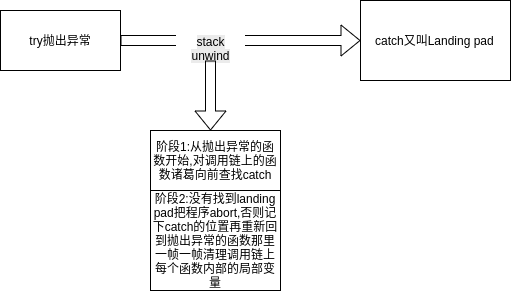 try抛出异常
stack
unwind
catch又叫Landing pad
阶段1:从抛出异常的函
数开始,对调用链上的函
数诸葛向前查找catch
阶段2:没有找到landing
pad把程序abort,否则记
下catch的位置再重新回
到抛出异常的函数那里
一帧一帧清理调用链上
每个函数内部的局部变
量